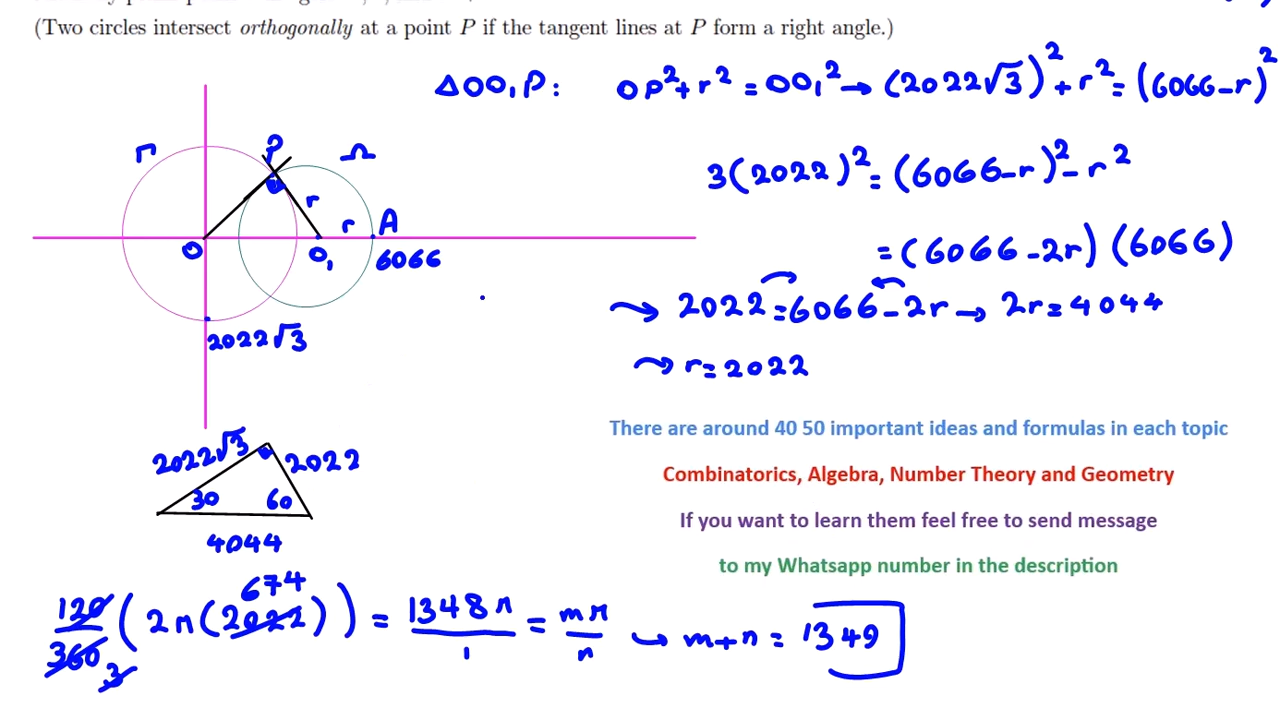 (Two circles intersect orthogonally at a point P if the tangent lines at P form a right angle.)
△OO₁P: OP²+r²=OO₁² → (2022√3)²+r²=(6066-r)²
3(2022)²=(6066-r)²-r²
=(6066-2r)(6066)
⇝ 2022=6066-2r → 2r=4044
⇝ r=2022
Γ P Ω
r
r A
O O₁ 6066
2022√3
2022√3 2022
30 60
4044
There are around 40 50 important ideas and formulas in each topic
Combinatorics, Algebra, Number Theory and Geometry
If you want to learn them feel free to send message
to my Whatsapp number in the description
674
120/360 (2π(2022)) = 1348π/1 = mπ/n ↪ m+n = 1349
3